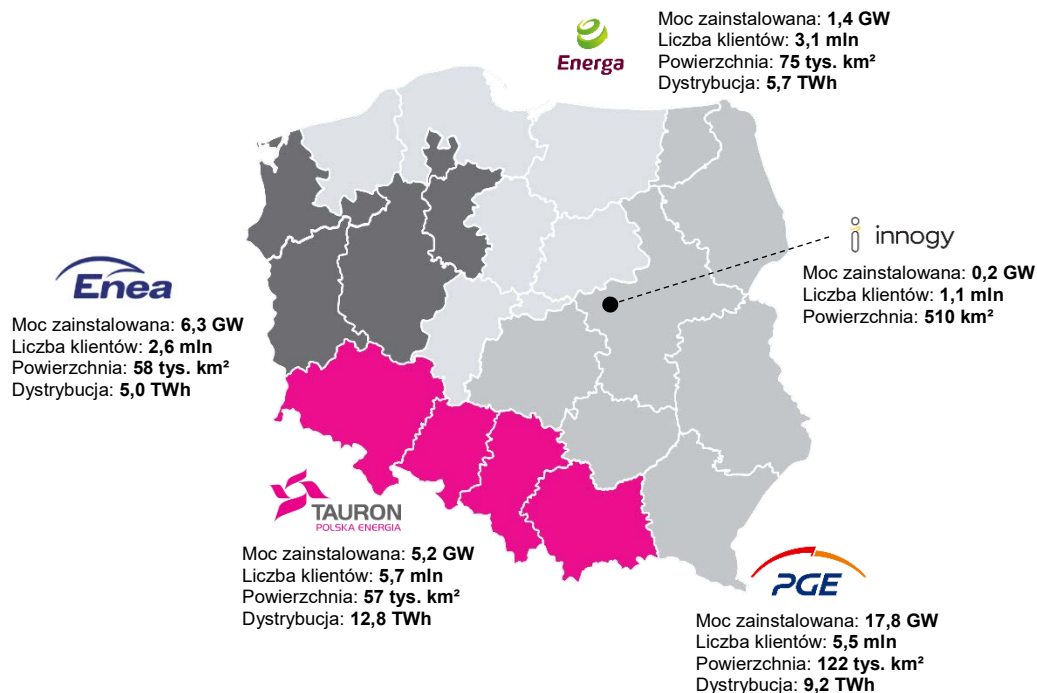 Moc zainstalowana: 1,4 GW
Liczba klientów: 3,1 mln
Powierzchnia: 75 tys. km²
Dystrybucja: 5,7 TWh
Energa
innogy
Moc zainstalowana: 0,2 GW
Liczba klientów: 1,1 mln
Powierzchnia: 510 km²
Enea
Moc zainstalowana: 6,3 GW
Liczba klientów: 2,6 mln
Powierzchnia: 58 tys. km²
Dystrybucja: 5,0 TWh
TAURON
POLSKA ENERGIA
Moc zainstalowana: 5,2 GW
Liczba klientów: 5,7 mln
Powierzchnia: 57 tys. km²
Dystrybucja: 12,8 TWh
PGE
Moc zainstalowana: 17,8 GW
Liczba klientów: 5,5 mln
Powierzchnia: 122 tys. km²
Dystrybucja: 9,2 TWh